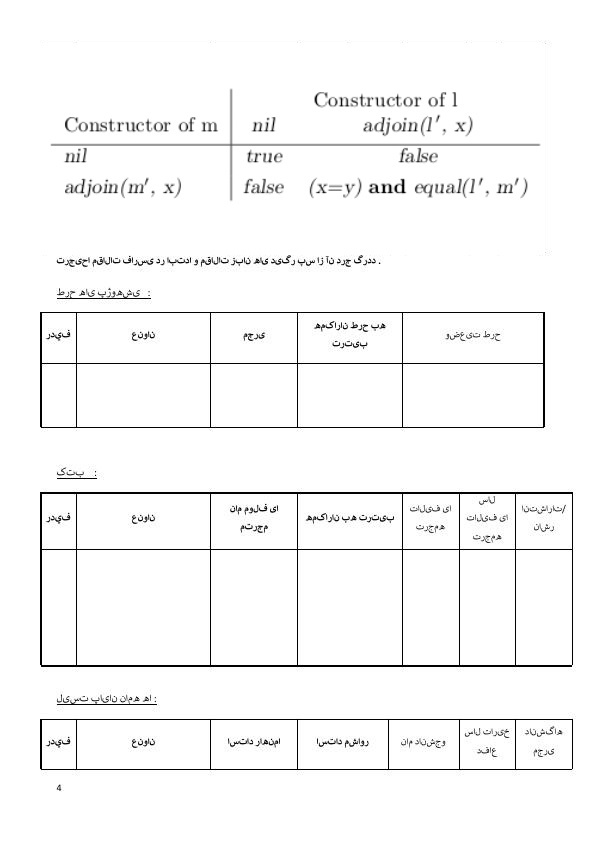 Constructor of l
Constructor of m nil adjoin(l′, x)
nil true false
adjoin(m′, x) false (x=y) and equal(l′, m′)
ترجیحا مقالات فارسی در ابتدا و مقالات زبان های دیگر پس از آن درج گردد .
طرح های پژوهشی :
ردیف عنوان مجری همکاران طرح به وضعیت طرح
ترتیب
کتب :
ردیف عنوان نام مولف یا همکاران به ترتیب تالیف یا سال انتشارات/
مترجم ترجمه تالیف یا ناشر
ترجمه
لیست پایان نامه ها :
ردیف عنوان استاد راهنما استاد مشاور نام دانشجو سال تاریخ دانشگاه
دفاع مجری
4